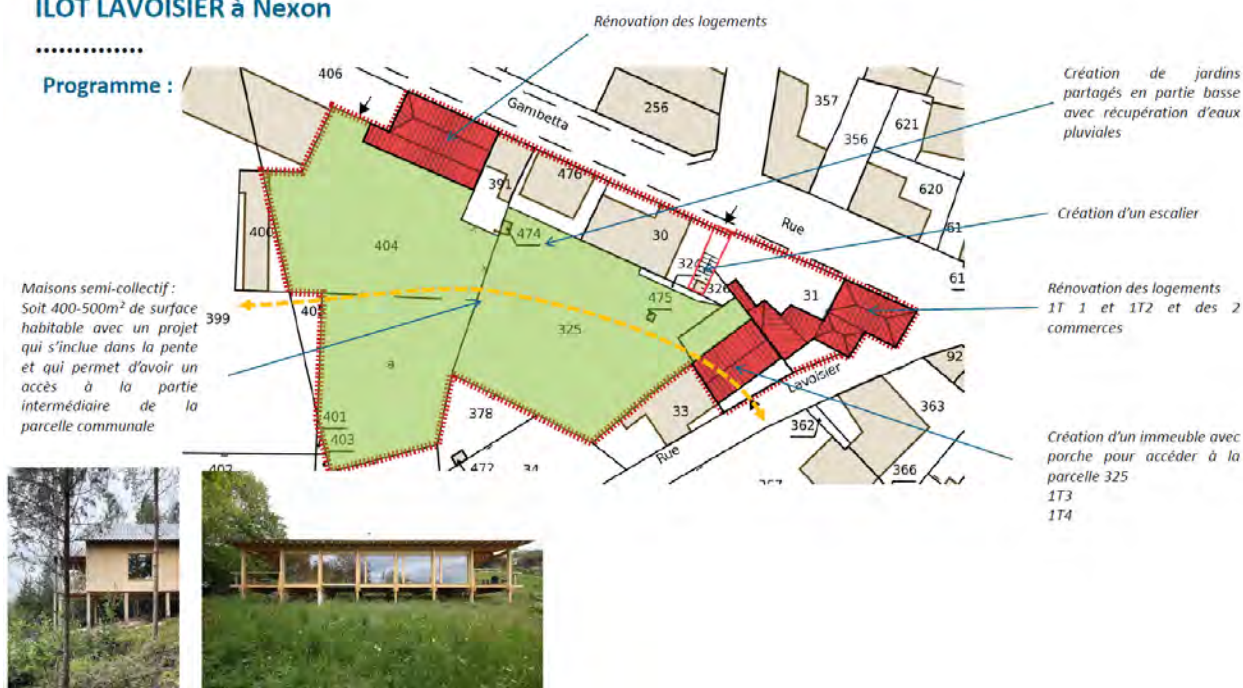 ILOT LAVOISIER à Nexon
...............
Programme :
Rénovation des logements
Création de jardins
partagés en partie basse
avec récupération d'eaux
pluviales
Création d'un escalier
Rénovation des logements
1T 1 et 1T2 et des 2
commerces
Création d'un immeuble avec
porche pour accéder à la
parcelle 325
1T3
1T4
Maisons semi-collectif :
Soit 400-500m² de surface
habitable avec un projet
qui s'inclue dans la pente
et qui permet d'avoir un
accès à la partie
intermédiaire de la
parcelle communale
406
Gambetta
256
357
356
621
620
61
61
391
476
474
30
Rue
404
324
326
31
475
325
399
a
401
403
378
33
Rue
Lavoisier
92
363
362
366
472
34